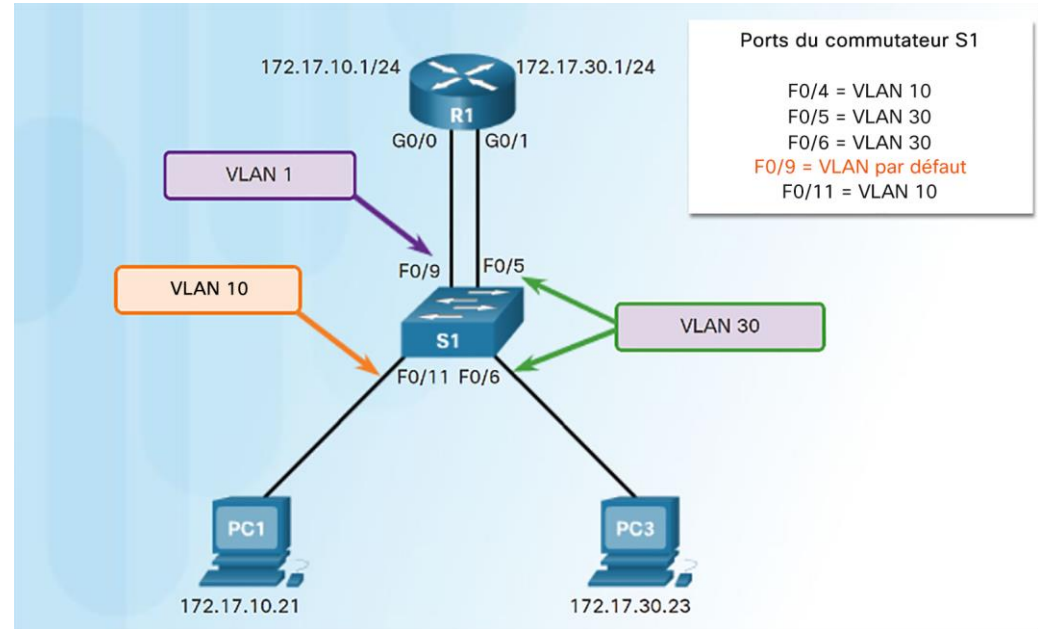 Ports du commutateur S1
F0/4 = VLAN 10
F0/5 = VLAN 30
F0/6 = VLAN 30
F0/9 = VLAN par défaut
F0/11 = VLAN 10
172.17.10.1/24
172.17.30.1/24
R1
G0/0
G0/1
VLAN 1
F0/9
F0/5
VLAN 10
VLAN 30
S1
F0/11
F0/6
PC1
PC3
172.17.10.21
172.17.30.23